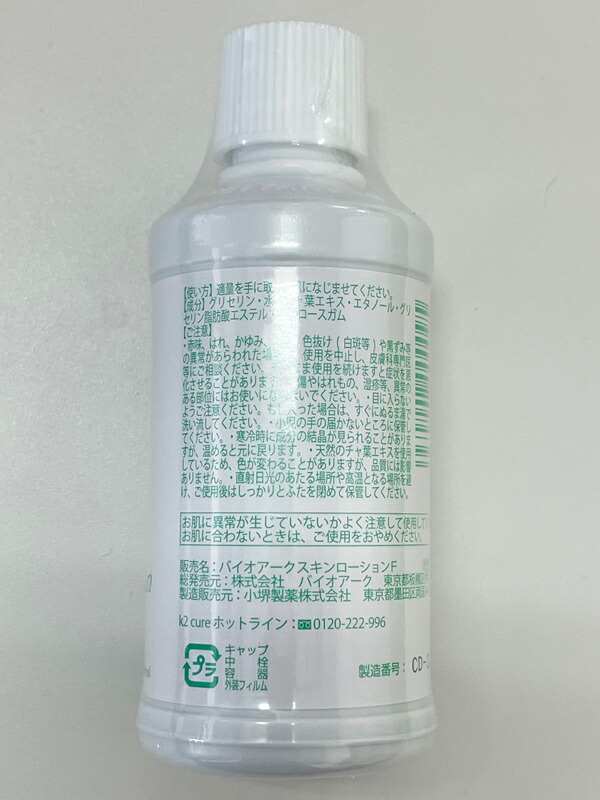 【使い方】適量を手に取 肌になじませてください。
【成分】グリセリン・水 チャ葉エキス・エタノール・グリ
セリン脂肪酸エステル ロースガム
【ご注意】
・赤味、はれ、かゆみ、 色抜け(白斑等)や黒ずみ等
の異常があらわれた場 使用を中止し、皮膚科専門医
等にご相談ください。 まま使用を続けますと症状を悪
化させることがあります 傷やはれもの、湿疹等、異常の
ある部位にはお使いにな ないでください。・目に入らない
ようご注意ください。もし入った場合は、すぐにぬるま湯で
洗い流してください。・小児の手の届かないところに保管し
てください。・寒冷時に成分の結晶が見られることがありま
すが、温めると元に戻ります。・天然のチャ葉エキスを使用
しているため、色が変わることがありますが、品質には影響
ありません。・直射日光のあたる場所や高温となる場所を避
け、ご使用後はしっかりとふたを閉めて保管してください。
お肌に異常が生じていないかよく注意して使用して
お肌に合わないときは、ご使用をおやめください。
販売名：バイオアークスキンローションF
総発売元：株式会社 バイオアーク 東京都板橋
製造販売元：小堺製薬株式会社 東京都墨田区
k2 cure ホットライン：0120-222-996
プラ
キャップ
中栓
容器
外装フィルム
製造番号： CD-
ml